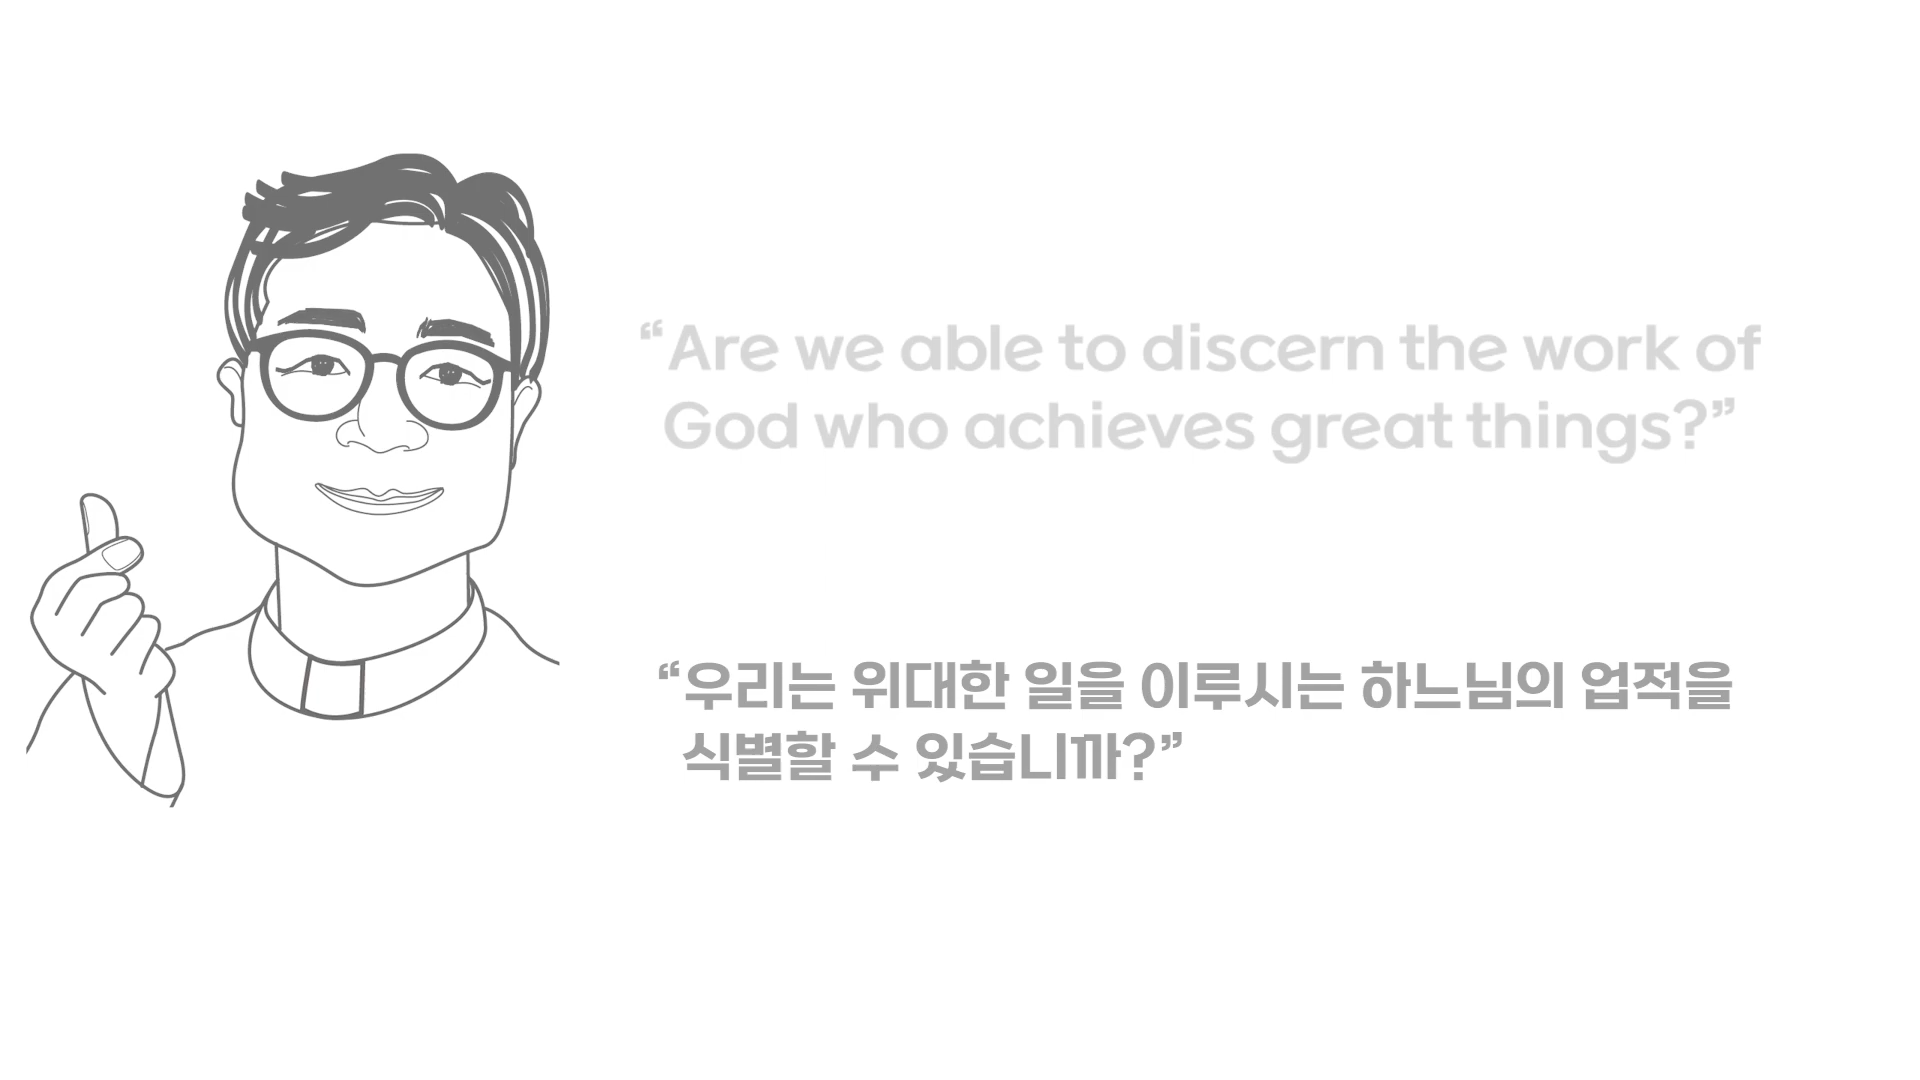 “Are we able to discern the work of
God who achieves great things?”
“우리는 위대한 일을 이루시는 하느님의 업적을
식별할 수 있습니까?”